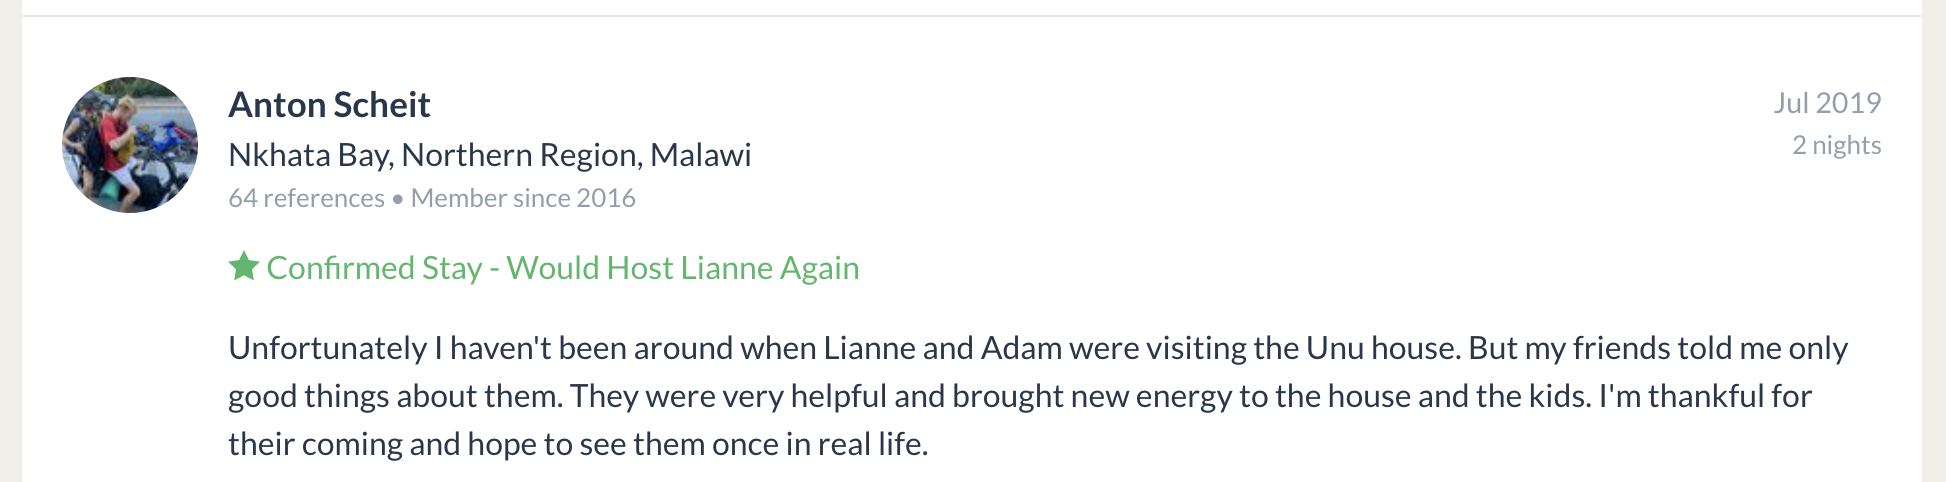 Anton Scheit
Jul 2019
Nkhata Bay, Northern Region, Malawi
2 nights
64 references • Member since 2016
Confirmed Stay - Would Host Lianne Again
Unfortunately I haven't been around when Lianne and Adam were visiting the Unu house. But my friends told me only
good things about them. They were very helpful and brought new energy to the house and the kids. I'm thankful for
their coming and hope to see them once in real life.